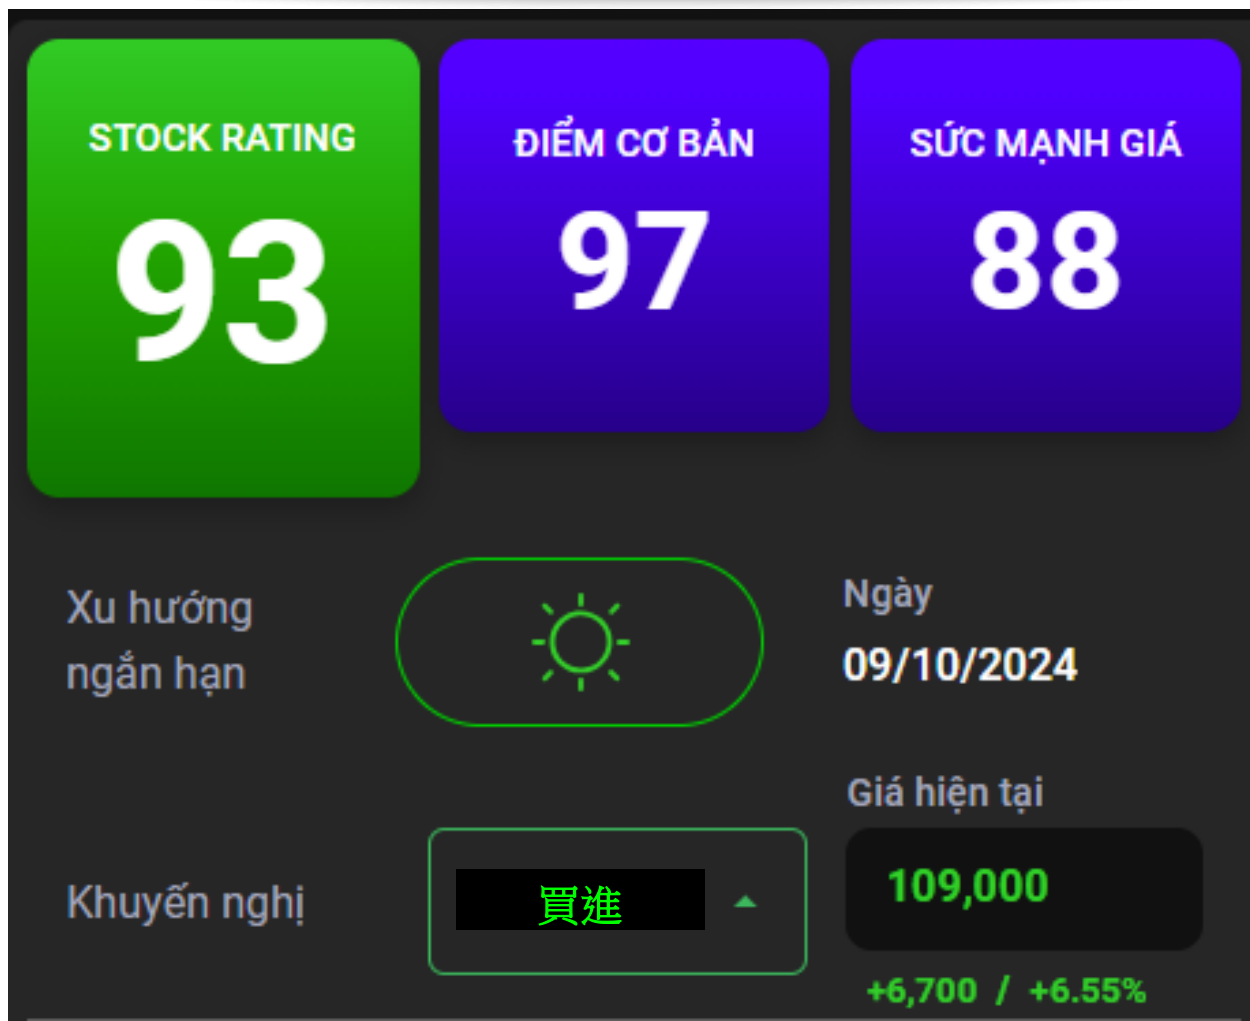 STOCK RATING
93
ĐIỂM CƠ BẢN
97
SỨC MẠNH GIÁ
88
Xu hướng
ngắn hạn
Ngày
09/10/2024
Khuyến nghị
買進
Giá hiện tại
109,000
+6,700 / +6.55%